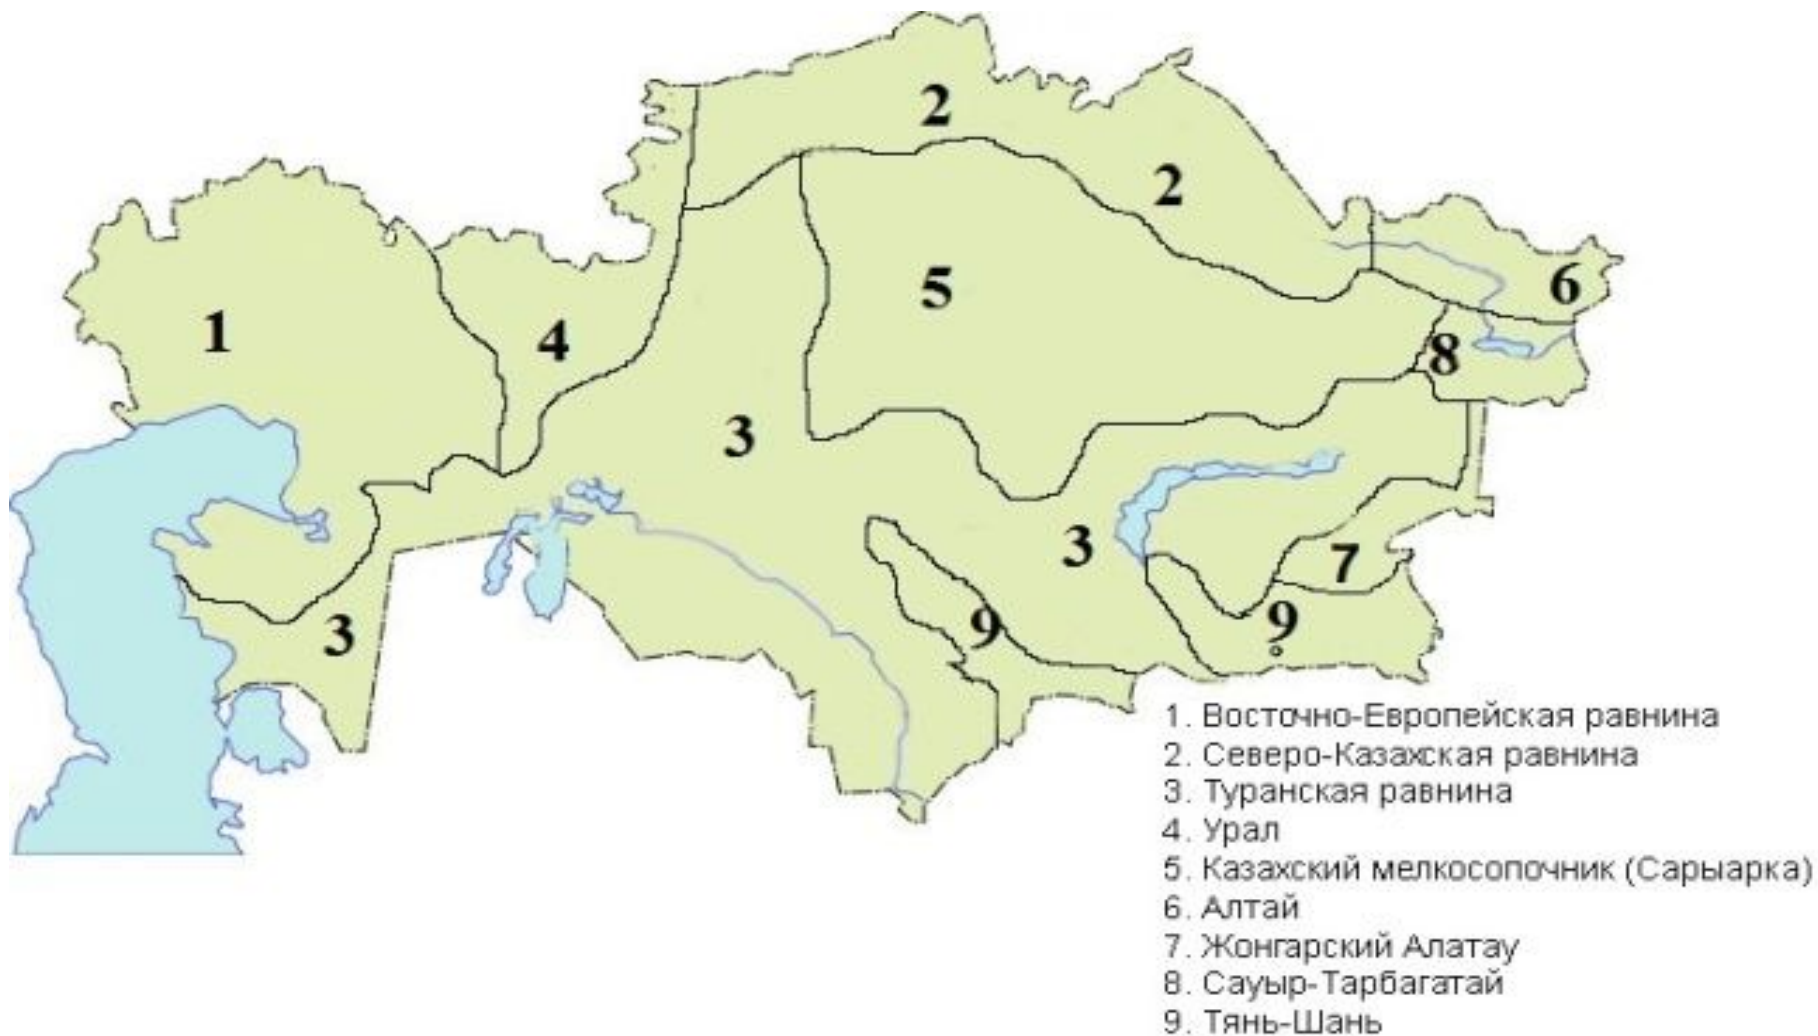 2
2
6
5
1
4
8
3
3
7
9
9
3
1. Восточно-Европейская равнина
2. Северо-Казахская равнина
3. Туранская равнина
4. Урал
5. Казахский мелкосопочник (Сарыарка)
6. Алтай
7. Жонгарский Алатау
8. Сауыр-Тарбагатай
9. Тянь-Шань